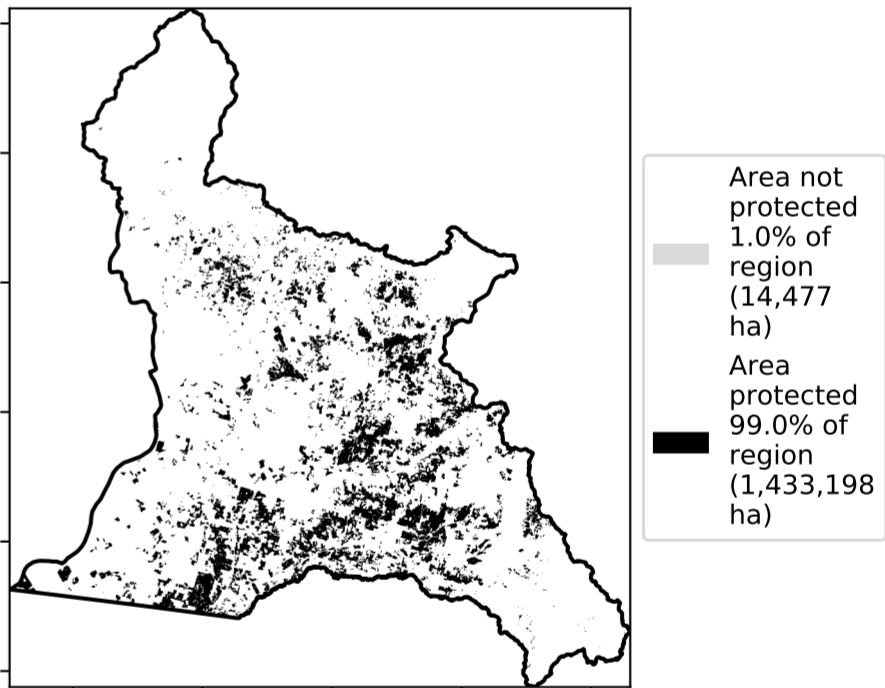 Area not
protected
1.0% of
region
(14,477
ha)
Area
protected
99.0% of
region
(1,433,198
ha)